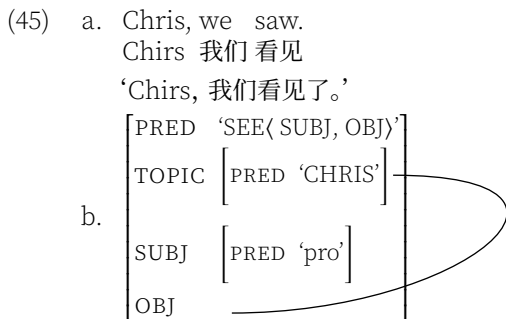 (45) a. Chris, we saw.
Chirs 我们 看见
‘Chirs, 我们看见了。’
b.
PRED ‘SEE⟨ SUBJ, OBJ⟩’
TOPIC [PRED ‘CHRIS’]
SUBJ [PRED ‘pro’]
OBJ